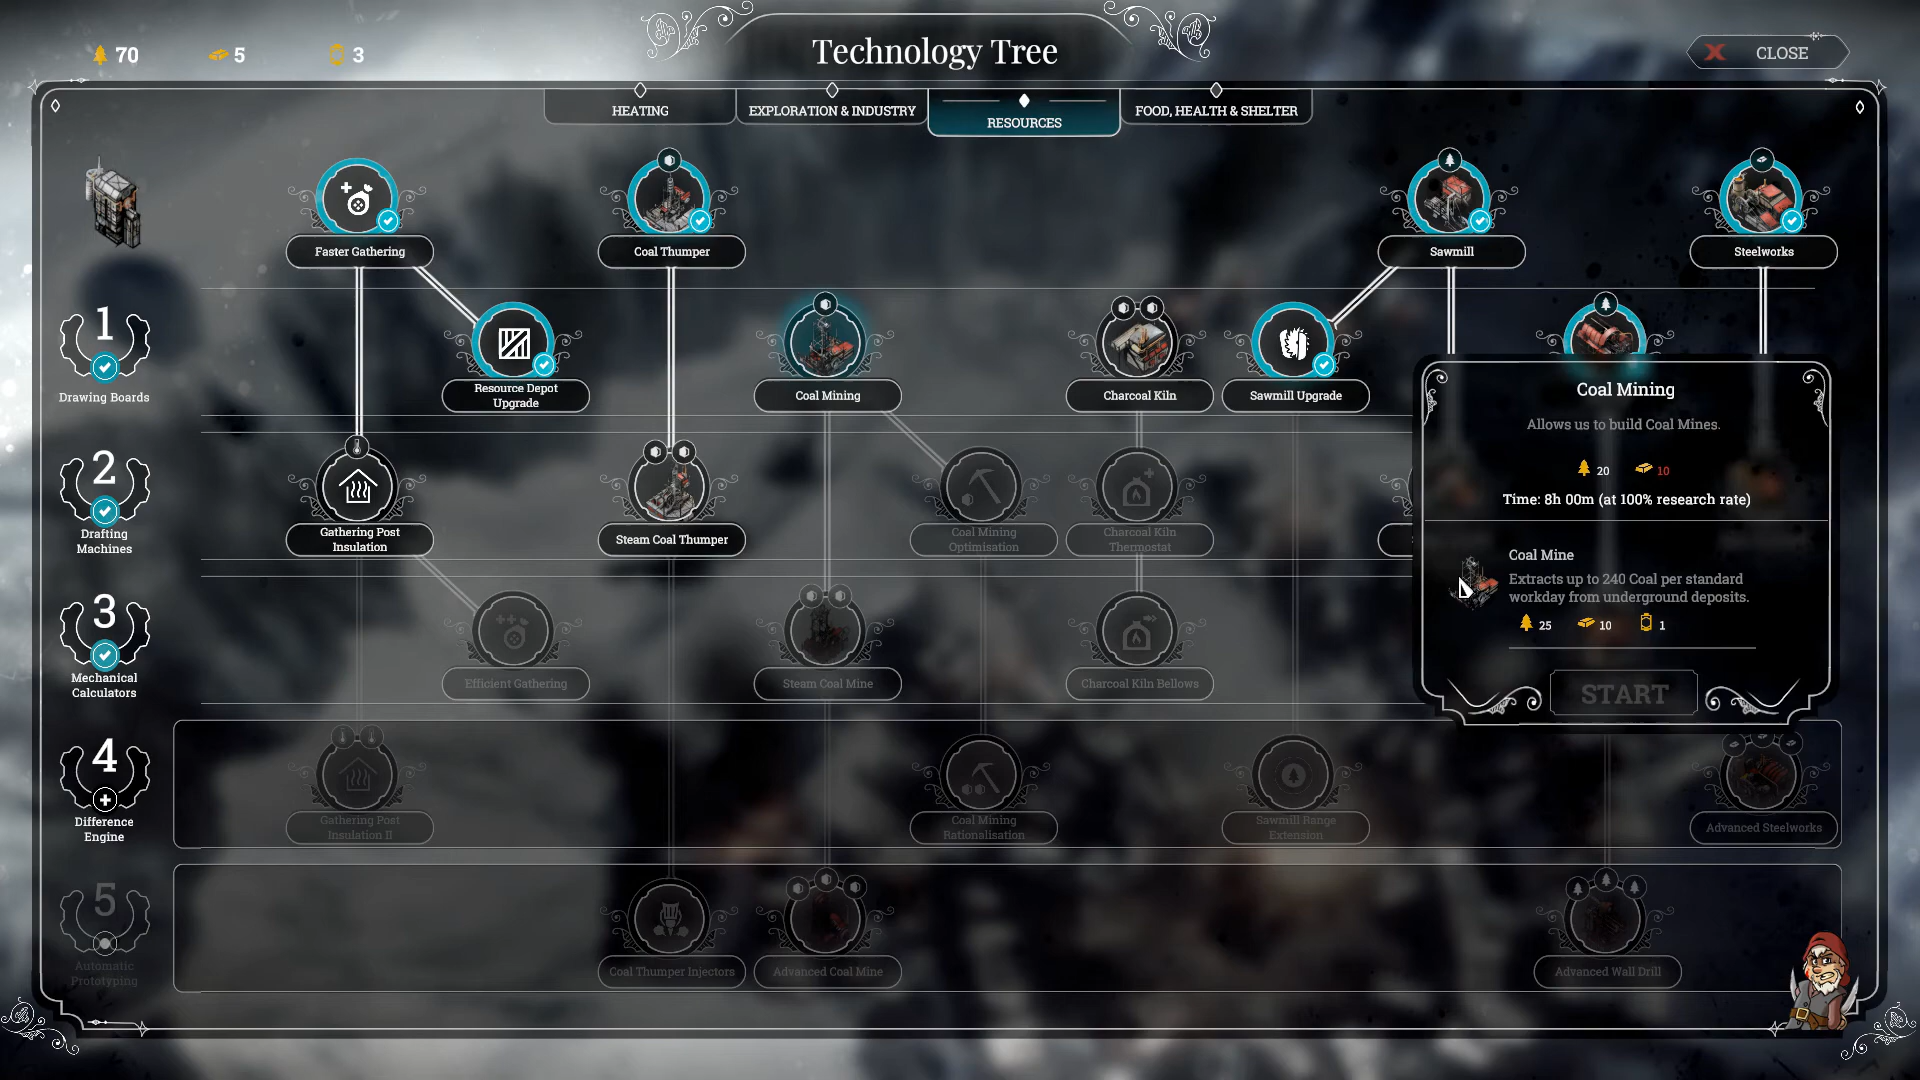 70
5
3
Technology Tree
CLOSE
HEATING
EXPLORATION & INDUSTRY
RESOURCES
FOOD, HEALTH & SHELTER
Faster Gathering
Coal Thumper
Sawmill
Steelworks
1
Drawing Boards
Resource Depot
Upgrade
Coal Mining
Charcoal Kiln
Sawmill Upgrade
2
Drafting
Machines
Gathering Post
Insulation
Steam Coal Thumper
Coal Mining
Optimisation
Charcoal Kiln
Thermostat
3
Mechanical
Calculators
Efficient Gathering
Steam Coal Mine
Charcoal Kiln Bellows
Coal Mining
Allows us to build Coal Mines.
20
10
Time: 8h 00m (at 100% research rate)
Coal Mine
Extracts up to 240 Coal per standard
workday from underground deposits.
25
10
1
START
4
Difference
Engine
Gathering Post
Insulation II
Coal Mining
Rationalisation
Sawmill Range
Extension
Advanced Steelworks
5
Automatic
Prototyping
Coal Thumper Injectors
Advanced Coal Mine
Advanced Wall Drill